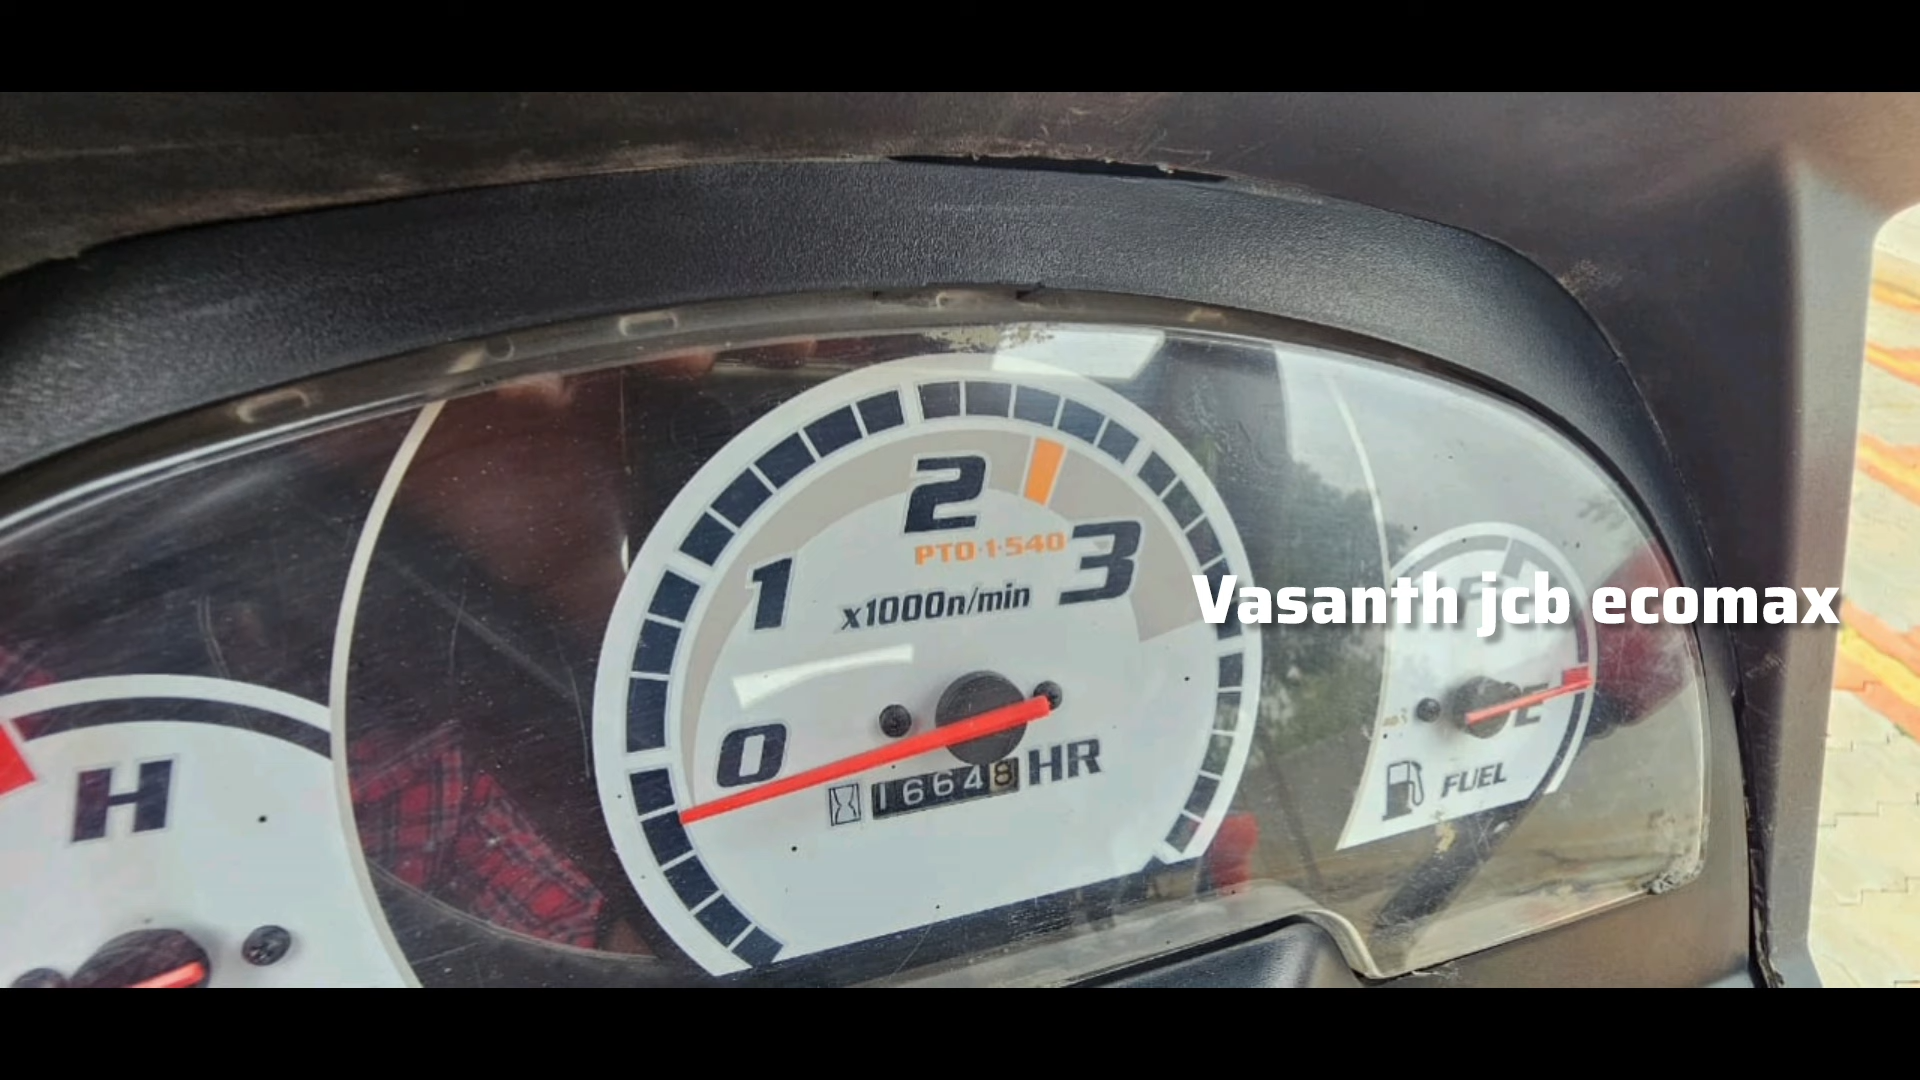 2
PTO-1-540
3
1
x1000n/min
Vasanth jcb ecomax
0
16648 HR
H
E
FUEL